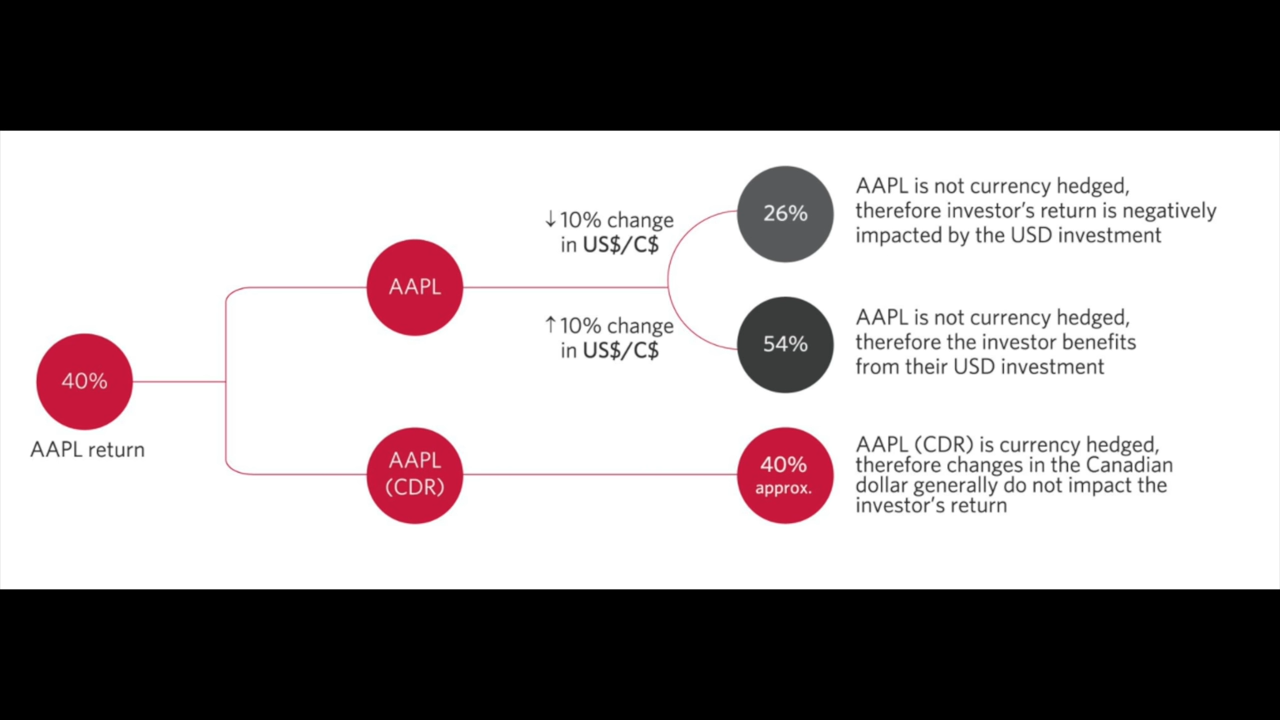 40%
AAPL return
AAPL
↓10% change
in US$/C$
↑10% change
in US$/C$
26%
AAPL is not currency hedged,
therefore investor’s return is negatively
impacted by the USD investment
54%
AAPL is not currency hedged,
therefore the investor benefits
from their USD investment
AAPL
(CDR)
40%
approx.
AAPL (CDR) is currency hedged,
therefore changes in the Canadian
dollar generally do not impact the
investor’s return